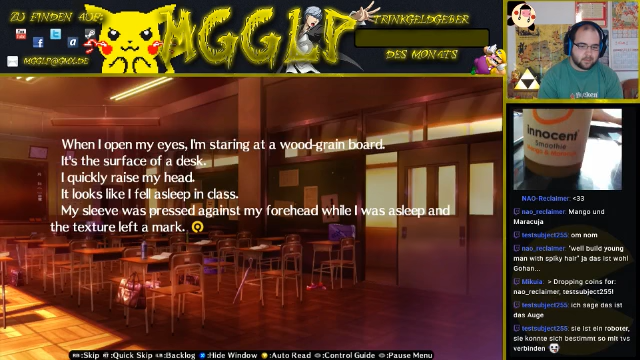 ZU FINDEN AUF:
MGGLP@GMX.DE
MGGLP
TRINKGELDGEBER
DES MONATS
When I open my eyes, I'm staring at a wood-grain board.
It's the surface of a desk.
I quickly raise my head.
It looks like I fell asleep in class.
My sleeve was pressed against my forehead while I was asleep and
the texture left a mark.
:Skip
:Quick Skip
:Backlog
:Hide Window
:Auto Read
:Control Guide
:Pause Menu
innocent
Smoothie
NAO-Reclaimer: <33
nao_reclaimer: Mango und
Maracuja
testsubject255: om nom
nao_reclaimer: "well build young
man with spiky hair" ja das ist wohl
Gohan...
Mikuia: > Dropping coins for:
nao_reclaimer, testsubject255!
testsubject255: ich sage das ist
das Auge
testsubject255: sie ist ein roboter,
sie konnte sich bestimmt so mit tvs
verbinden